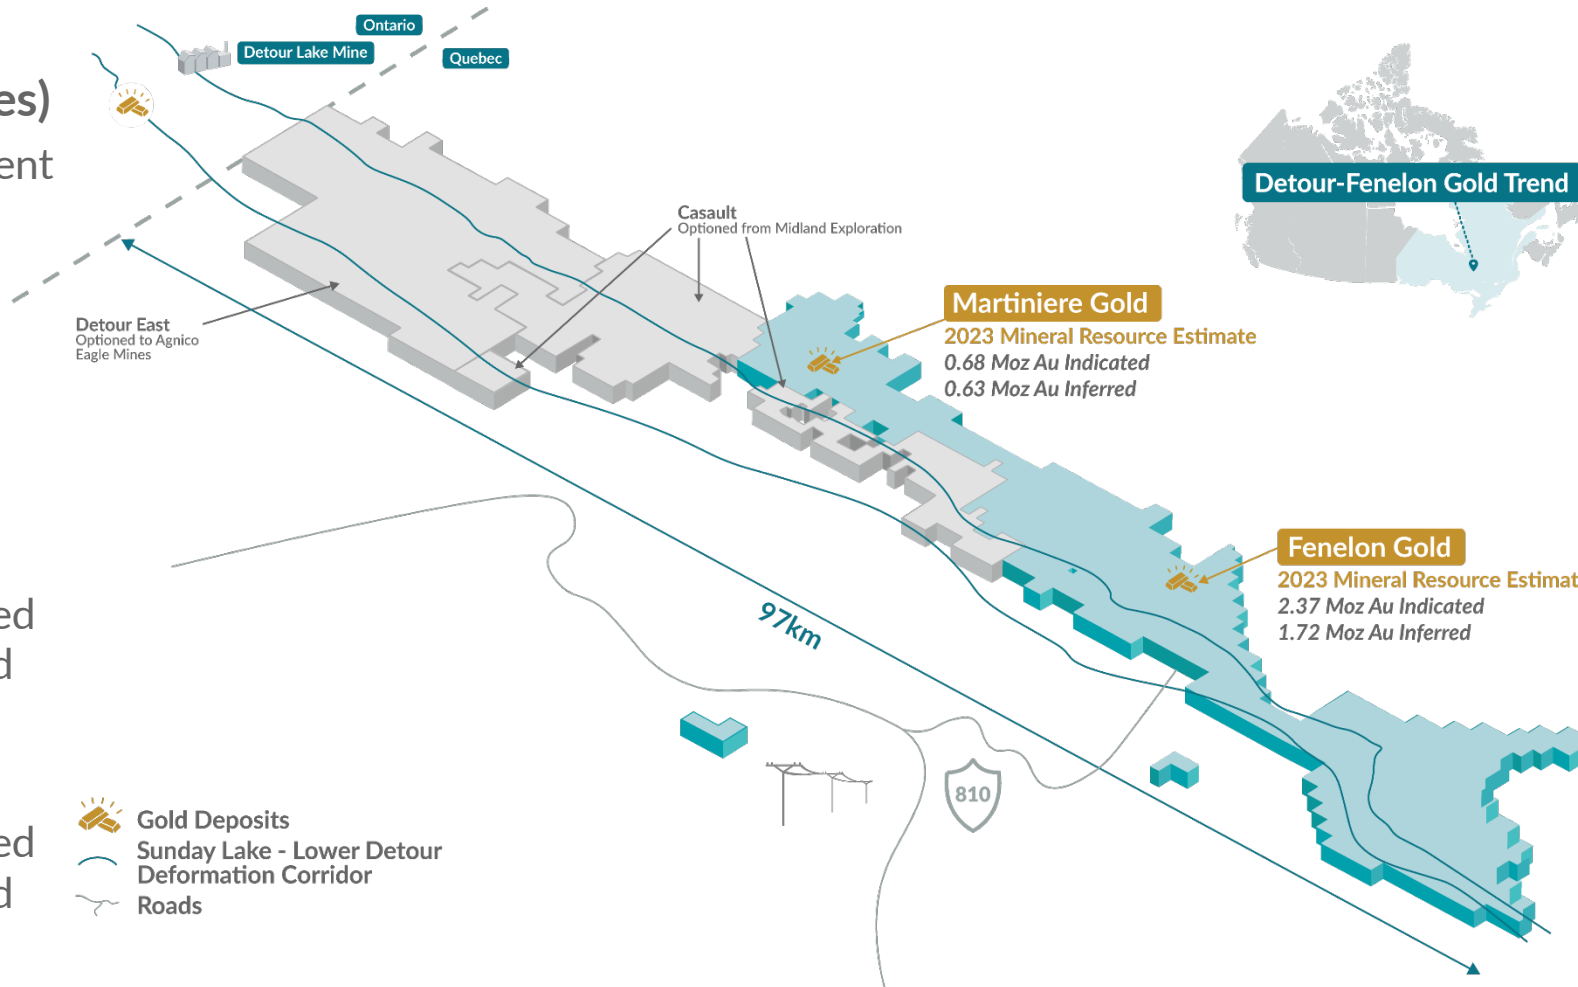 es)
ent
ed
d
ed
d
Ontario
Detour Lake Mine
Quebec
Detour-Fenelon Gold Trend
Casault
Optioned from Midland Exploration
Detour East
Optioned to Agnico
Eagle Mines
Martiniere Gold
2023 Mineral Resource Estimate
0.68 Moz Au Indicated
0.63 Moz Au Inferred
Fenelon Gold
2023 Mineral Resource Estimat
2.37 Moz Au Indicated
1.72 Moz Au Inferred
97km
810
Gold Deposits
Sunday Lake - Lower Detour
Deformation Corridor
Roads